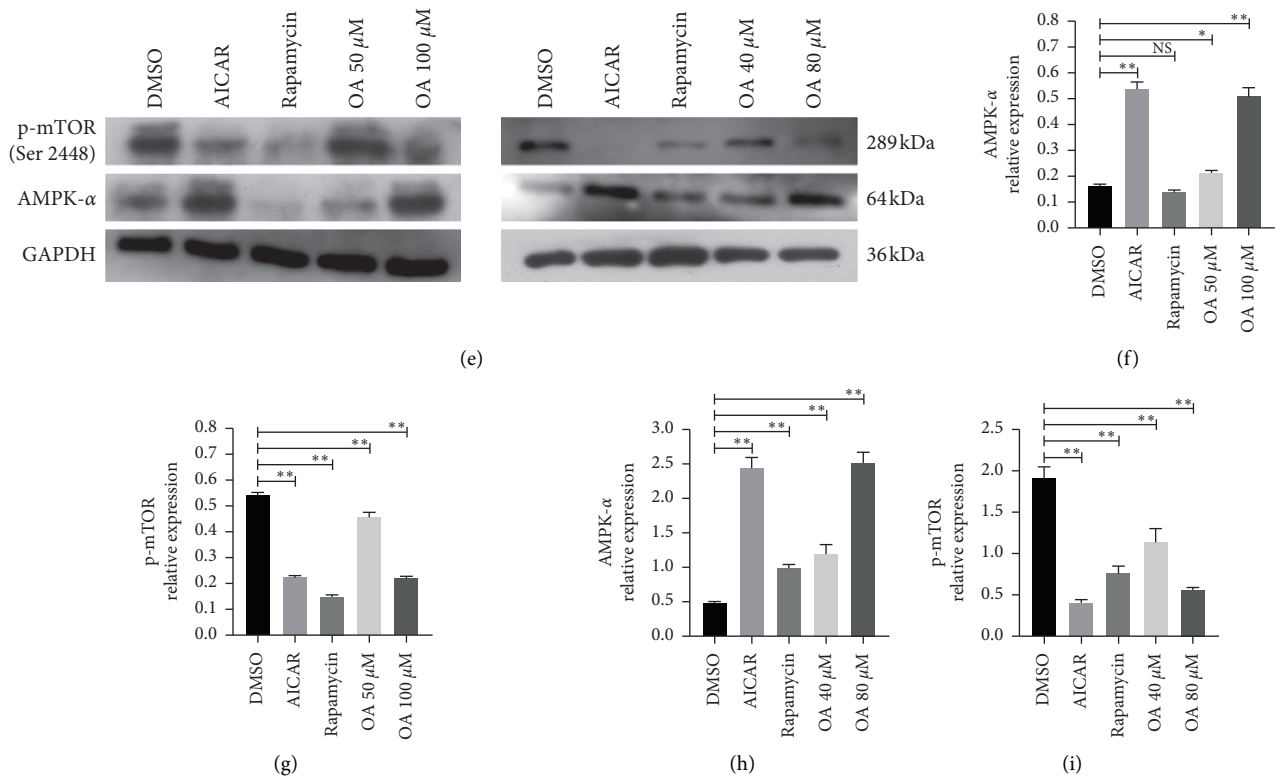 DMSO
AICAR
Rapamycin
OA 50 μM
OA 100 μM
DMSO
AICAR
Rapamycin
OA 40 μM
OA 80 μM
p-mTOR
(Ser 2448)
289 kDa
AMPK-α
64 kDa
GAPDH
36 kDa
(e)
AMPK-α
relative expression
0.8
0.7
0.6
0.5
0.4
0.3
0.2
0.1
0.0
**
*
NS
**
DMSO
AICAR
Rapamycin
OA 50 μM
OA 100 μM
(f)
p-mTOR
relative expression
0.8
0.7
0.6
0.5
0.4
0.3
0.2
0.1
0.0
**
**
**
**
DMSO
AICAR
Rapamycin
OA 50 μM
OA 100 μM
(g)
AMPK-α
relative expression
3.0
2.5
2.0
1.5
1.0
0.5
0.0
**
**
**
**
DMSO
AICAR
Rapamycin
OA 40 μM
OA 80 μM
(h)
p-mTOR
relative expression
2.5
2.0
1.5
1.0
0.5
0.0
**
**
**
**
DMSO
AICAR
Rapamycin
OA 40 μM
OA 80 μM
(i)